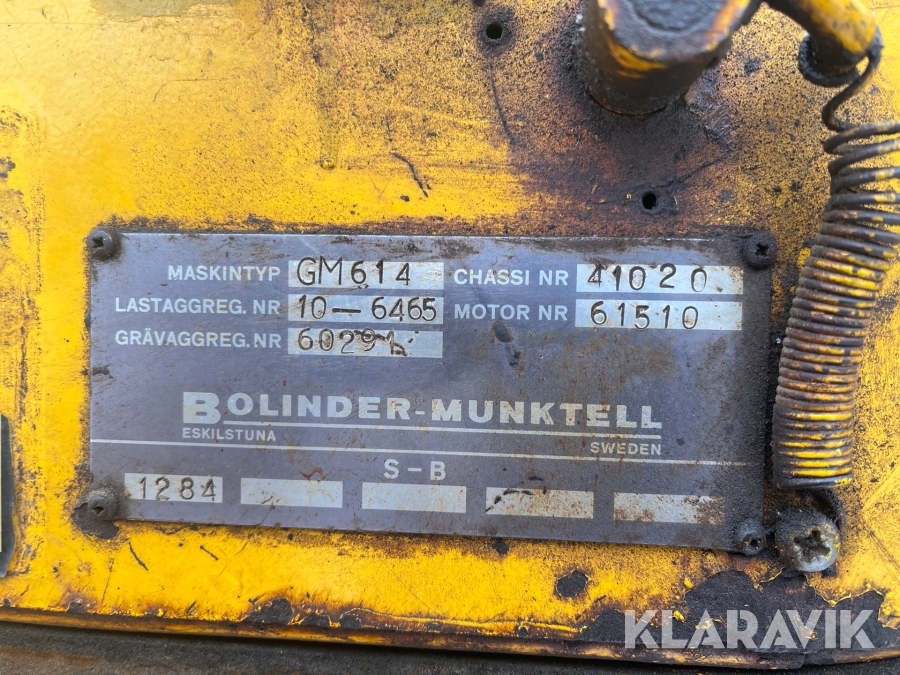 MASKINTYP GM614 CHASSI NR 41020
LASTAGGREG. NR 10-6465 MOTOR NR 61510
GRÄVAGGREG. NR 60291
BOLINDER-MUNKTELL
ESKILSTUNA SWEDEN
S-B
1284
KLARAVIK